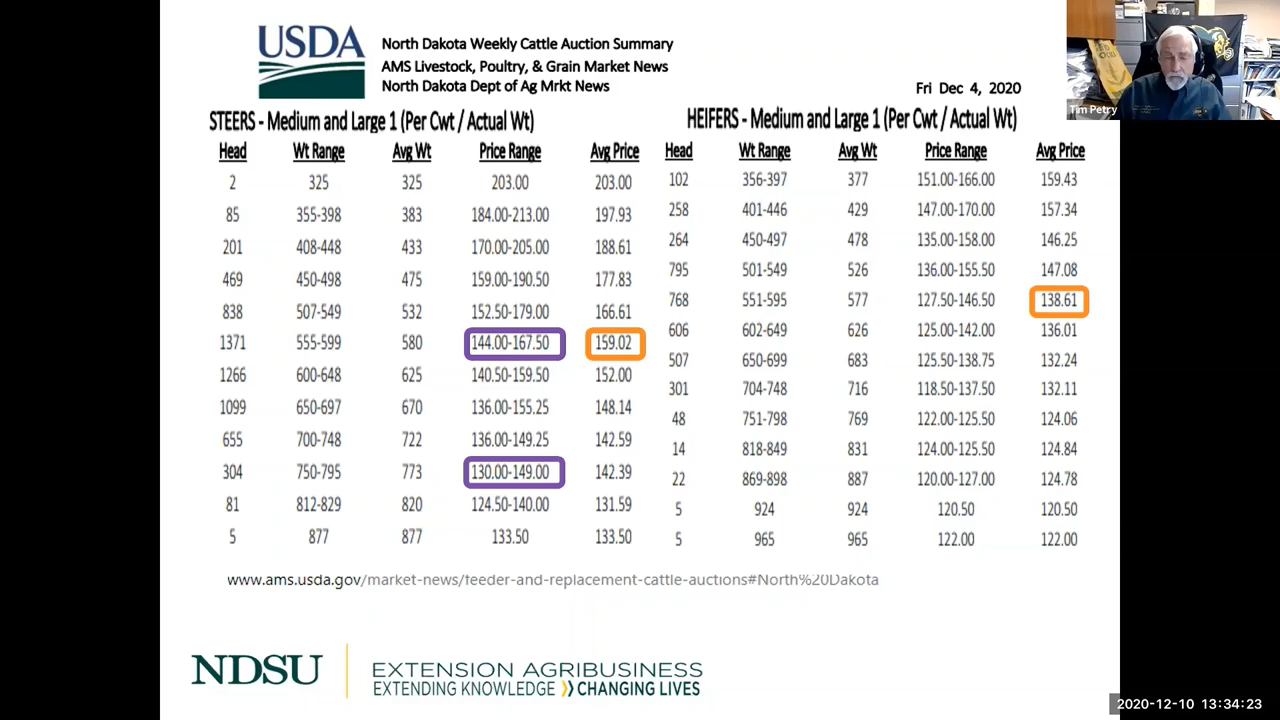 USDA
North Dakota Weekly Cattle Auction Summary
AMS Livestock, Poultry, & Grain Market News
North Dakota Dept of Ag Mrkt News
Fri Dec 4, 2020
Tim Petry
STEERS - Medium and Large 1 (Per Cwt / Actual Wt)
Head Wt Range Avg Wt Price Range Avg Price
2 325 325 203.00 203.00
85 355-398 383 184.00-213.00 197.93
201 408-448 433 170.00-205.00 188.61
469 450-498 475 159.00-190.50 177.83
838 507-549 532 152.50-179.00 166.61
1371 555-599 580 144.00-167.50 159.02
1266 600-648 625 140.50-159.50 152.00
1099 650-697 670 136.00-155.25 148.14
655 700-748 722 136.00-149.25 142.59
304 750-795 773 130.00-149.00 142.39
81 812-829 820 124.50-140.00 131.59
5 877 877 133.50 133.50
HEIFERS - Medium and Large 1 (Per Cwt / Actual Wt)
Head Wt Range Avg Wt Price Range Avg Price
102 356-397 377 151.00-166.00 159.43
258 401-446 429 147.00-170.00 157.34
264 450-497 478 135.00-158.00 146.25
795 501-549 526 136.00-155.50 147.08
768 551-595 577 127.50-146.50 138.61
606 602-649 626 125.00-142.00 136.01
507 650-699 683 125.50-138.75 132.24
301 704-748 716 118.50-137.50 132.11
48 751-798 769 122.00-125.50 124.06
14 818-849 831 124.00-125.50 124.84
22 869-898 887 120.00-127.00 124.78
5 924 924 120.50 120.50
5 965 965 122.00 122.00
www.ams.usda.gov/market-news/feeder-and-replacement-cattle-auctions#North%20Dakota
NDSU
EXTENSION AGRIBUSINESS
EXTENDING KNOWLEDGE CHANGING LIVES
2020-12-10 13:34:23